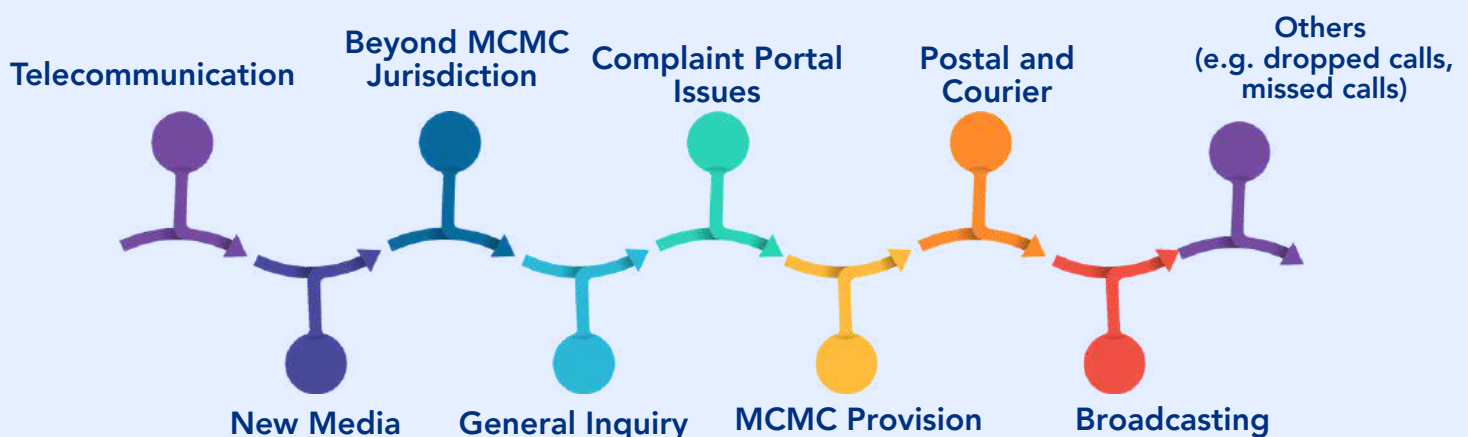 Telecommunication
Beyond MCMC
Jurisdiction
Complaint Portal
Issues
Postal and
Courier
Others
(e.g. dropped calls,
missed calls)
New Media
General Inquiry
MCMC Provision
Broadcasting